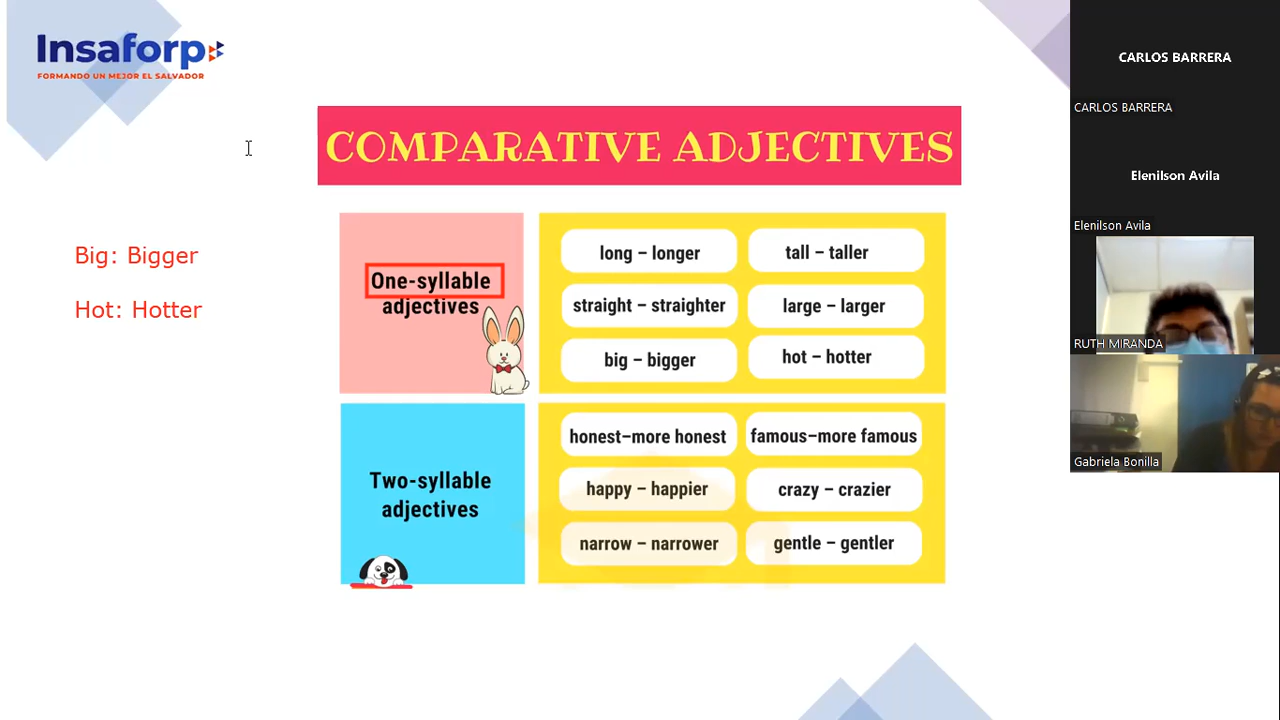 Insaforp
FORMANDO UN MEJOR EL SALVADOR
COMPARATIVE ADJECTIVES
Big: Bigger
Hot: Hotter
One-syllable
adjectives
long – longer
tall – taller
straight – straighter
large – larger
big – bigger
hot – hotter
Two-syllable
adjectives
honest–more honest
famous–more famous
happy – happier
crazy – crazier
narrow – narrower
gentle – gentler
CARLOS BARRERA
CARLOS BARRERA
Elenilson Avila
Elenilson Avila
RUTH MIRANDA
Gabriela Bonilla